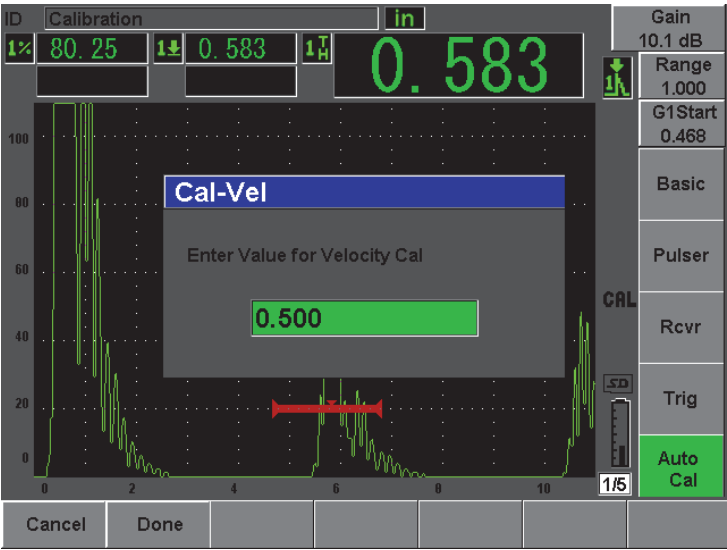 ID Calibration in
Gain
10.1 dB
1% 80.25 1 0.583 1TH 0.583
Range
1.000
G1Start
0.468
100
80
60
40
20
0
Cal-Vel
Enter Value for Velocity Cal
0.500
Basic
Pulser
CAL
Rcvr
SD
Trig
Auto
Cal
0 2 4 6 8 10
1/5
Cancel Done